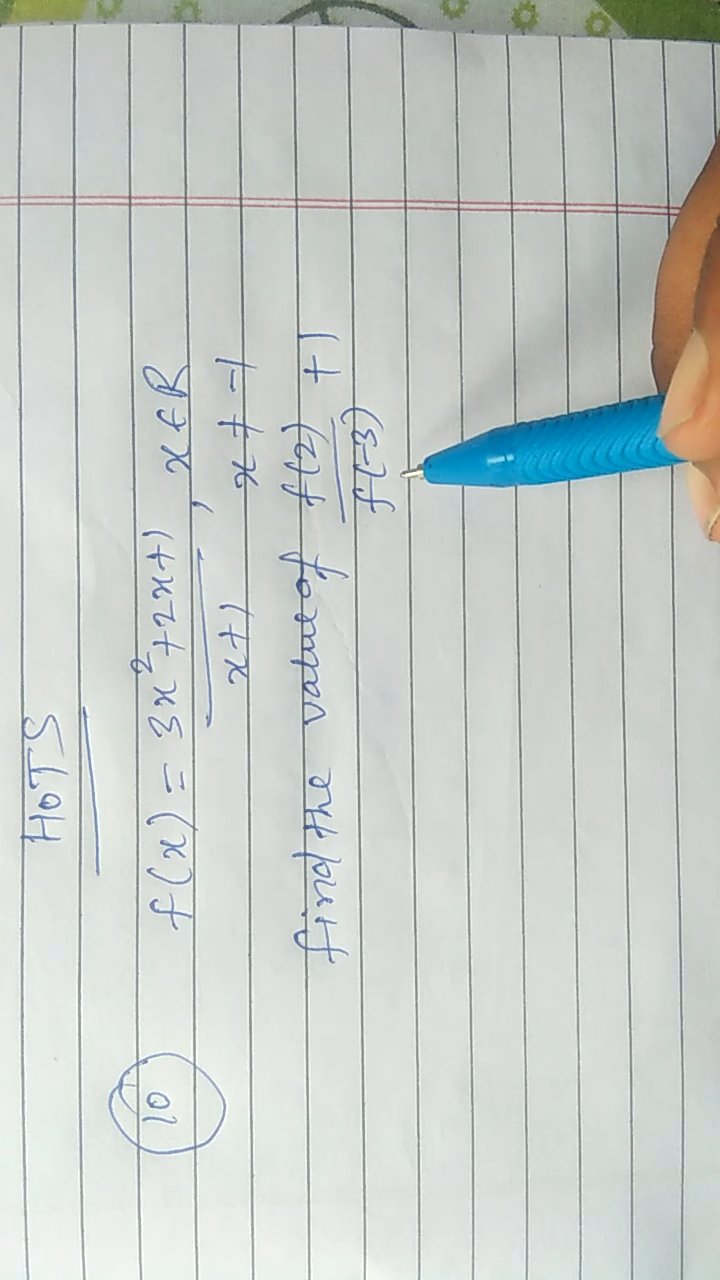 HOTS
10 f(x) = 3x²+2x+1 , x∈R
x+1 x≠-1
find the value of f(2) +1
f(-3)